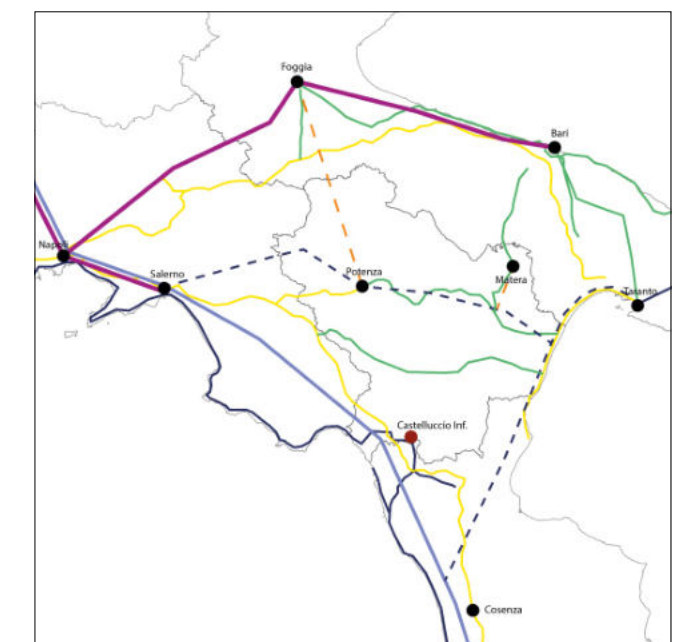 Foggia
Bari
Napoli
Salerno
Potenza
Matera
Taranto
Castelluccio Inf.
Cosenza